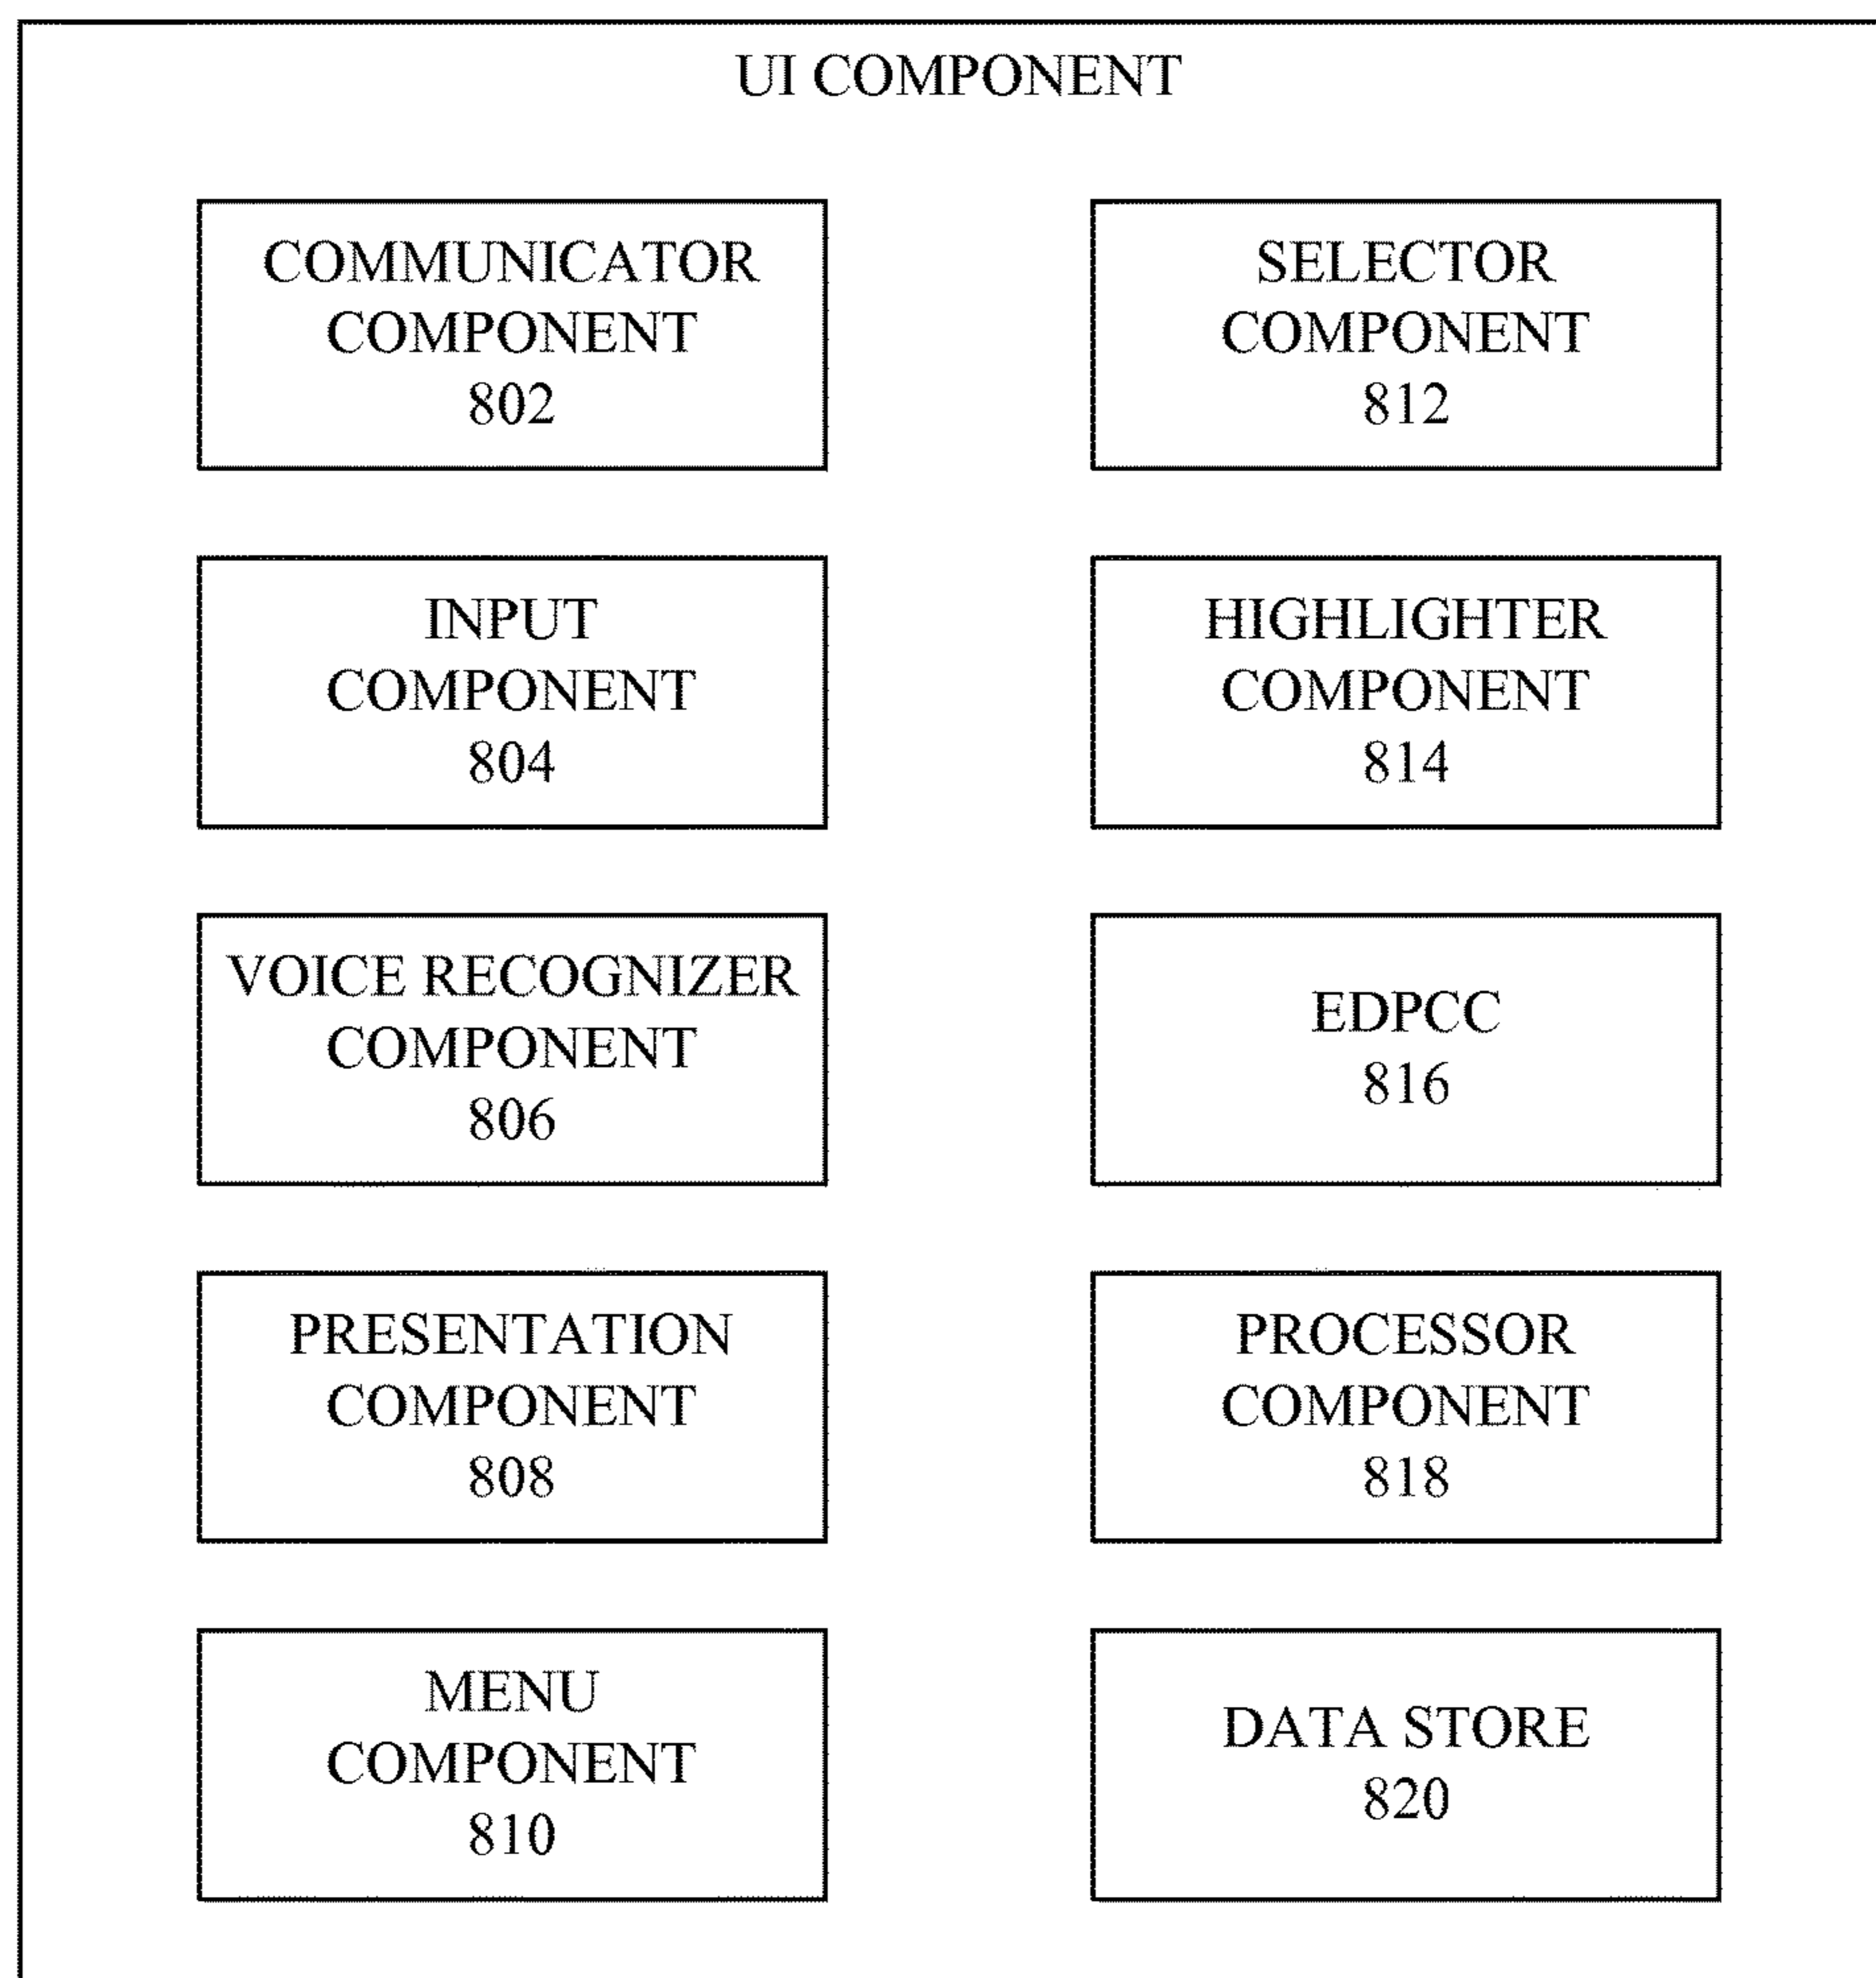 UI COMPONENT
COMMUNICATOR
COMPONENT
802
SELECTOR
COMPONENT
812
INPUT
COMPONENT
804
HIGHLIGHTER
COMPONENT
814
VOICE RECOGNIZER
COMPONENT
806
EDPCC
816
PRESENTATION
COMPONENT
808
PROCESSOR
COMPONENT
818
MENU
COMPONENT
810
DATA STORE
820